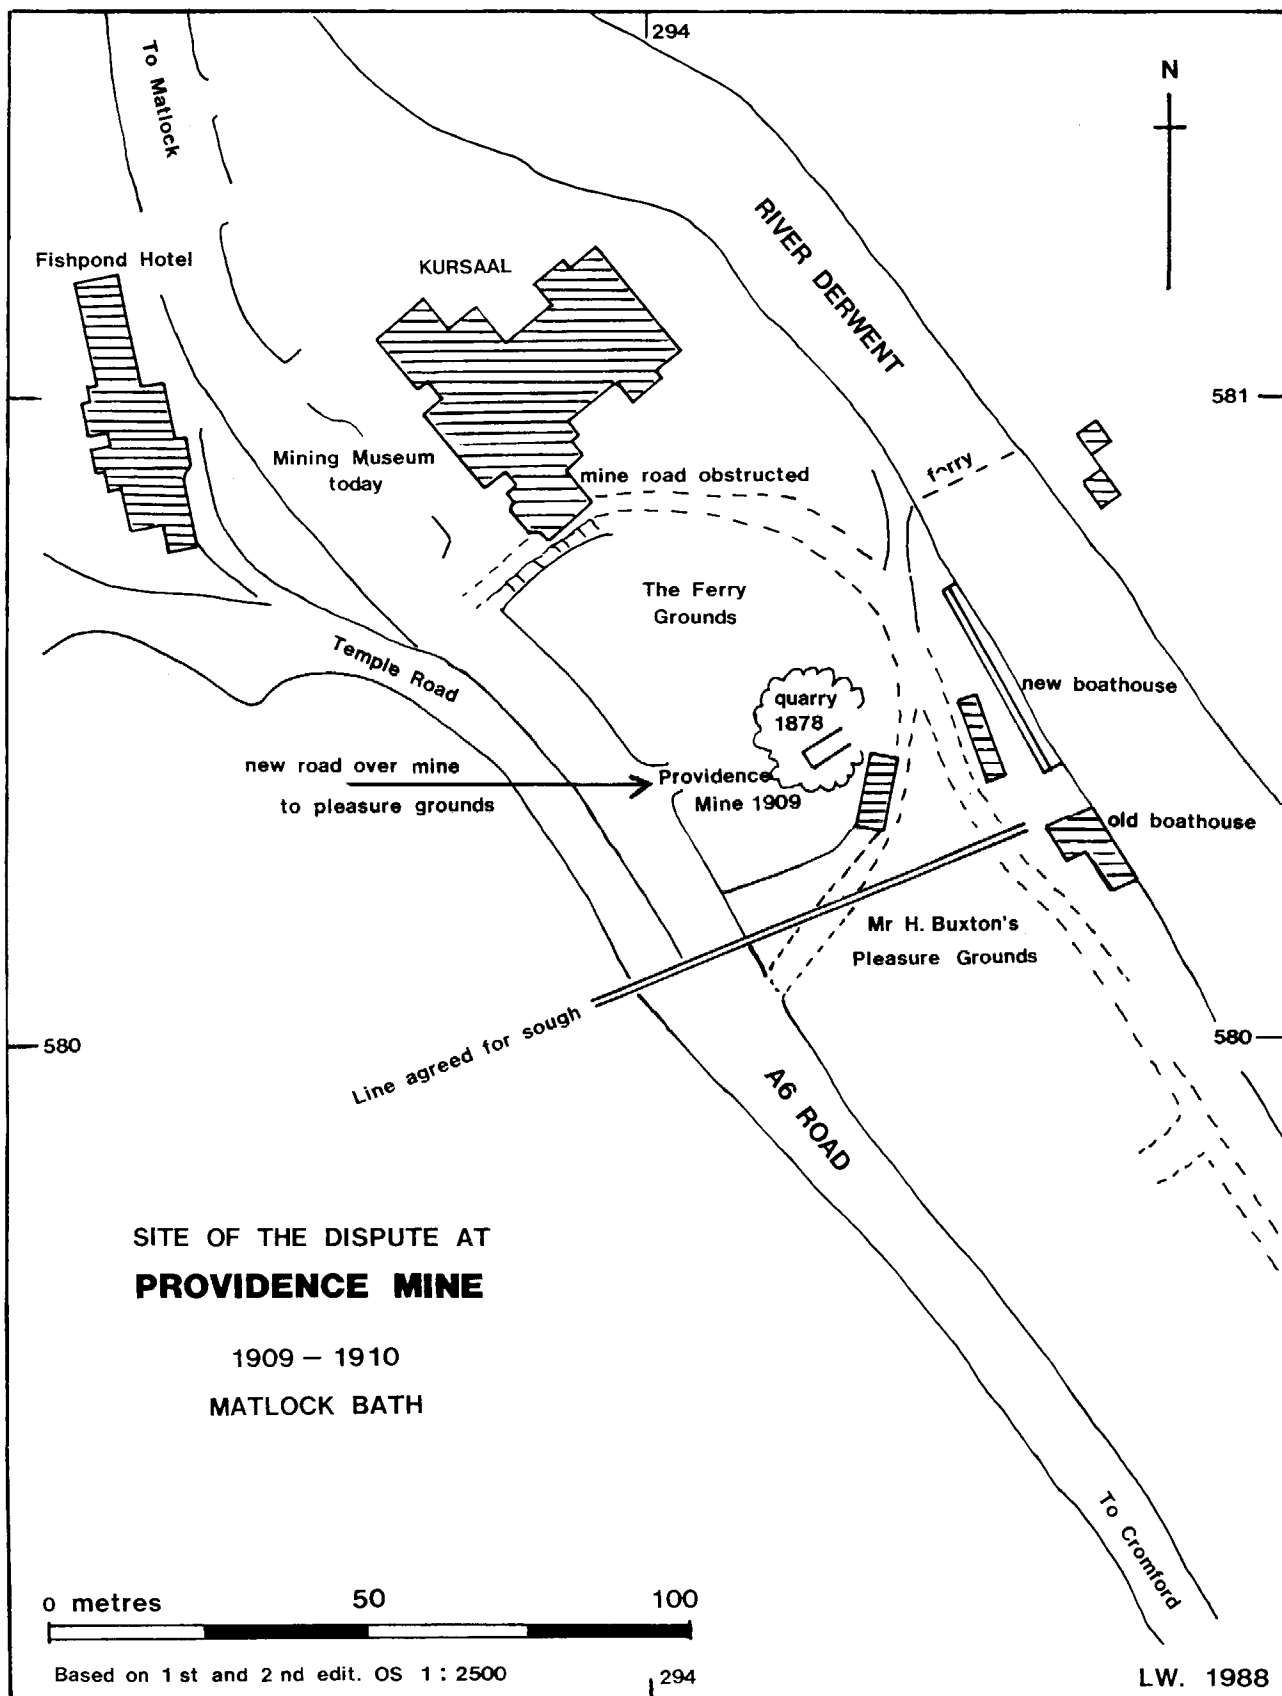 294
N
To Matlock
RIVER DERWENT
Fishpond Hotel
KURSAAL
581
Mining Museum
today
mine road obstructed
ferry
The Ferry
Grounds
Temple Road
quarry
1878
new boathouse
new road over mine
to pleasure grounds
Providence
Mine 1909
old boathouse
Mr H. Buxton's
Pleasure Grounds
Line agreed for sough
580
580
A6 ROAD
SITE OF THE DISPUTE AT
PROVIDENCE MINE
1909 – 1910
MATLOCK BATH
To Cromford
0 metres 50 100
Based on 1 st and 2 nd edit. OS 1 : 2500
294
LW. 1988